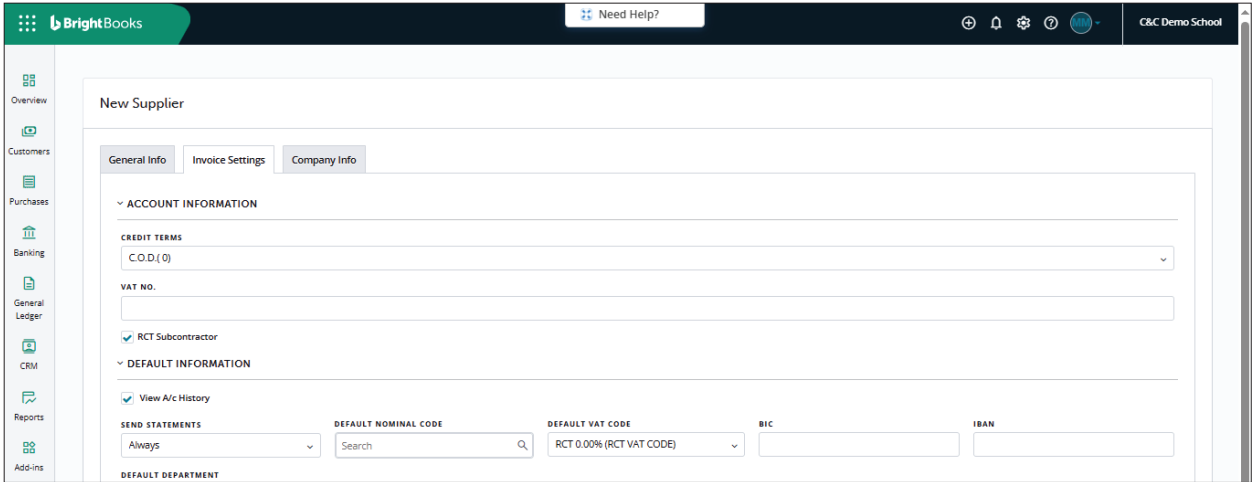 BrightBooks
Need Help?
MM
C&C Demo School
Overview
Customers
Purchases
Banking
General
Ledger
CRM
Reports
Add-ins
New Supplier
General Info
Invoice Settings
Company Info
ACCOUNT INFORMATION
CREDIT TERMS
C.O.D.( 0)
VAT NO.
RCT Subcontractor
DEFAULT INFORMATION
View A/c History
SEND STATEMENTS
DEFAULT NOMINAL CODE
DEFAULT VAT CODE
BIC
IBAN
Always
Search
RCT 0.00% (RCT VAT CODE)
DEFAULT DEPARTMENT